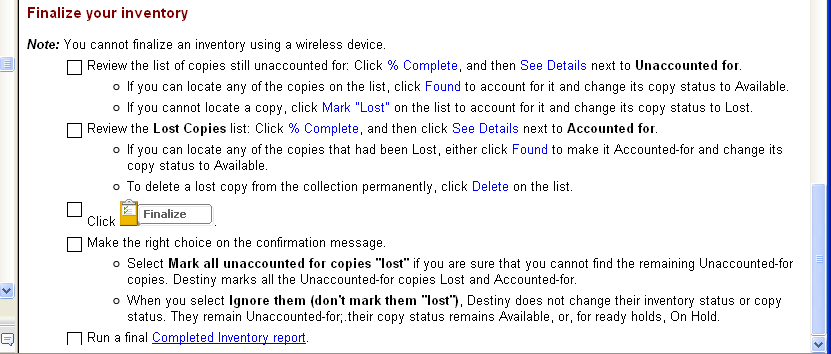 Finalize your inventory
Note: You cannot finalize an inventory using a wireless device.
Review the list of copies still unaccounted for: Click % Complete, and then See Details next to Unaccounted for.
If you can locate any of the copies on the list, click Found to account for it and change its copy status to Available.
If you cannot locate a copy, click Mark "Lost" on the list to account for it and change its copy status to Lost.
Review the Lost Copies list: Click % Complete, and then click See Details next to Accounted for.
If you can locate any of the copies that had been Lost, either click Found to make it Accounted-for and change its
copy status to Available.
To delete a lost copy from the collection permanently, click Delete on the list.
Click Finalize.
Make the right choice on the confirmation message.
Select Mark all unaccounted for copies "lost" if you are sure that you cannot find the remaining Unaccounted-for
copies. Destiny marks all the Unaccounted-for copies Lost and Accounted-for.
When you select Ignore them (don't mark them "lost"), Destiny does not change their inventory status or copy
status. They remain Unaccounted-for;.their copy status remains Available, or, for ready holds, On Hold.
Run a final Completed Inventory report.